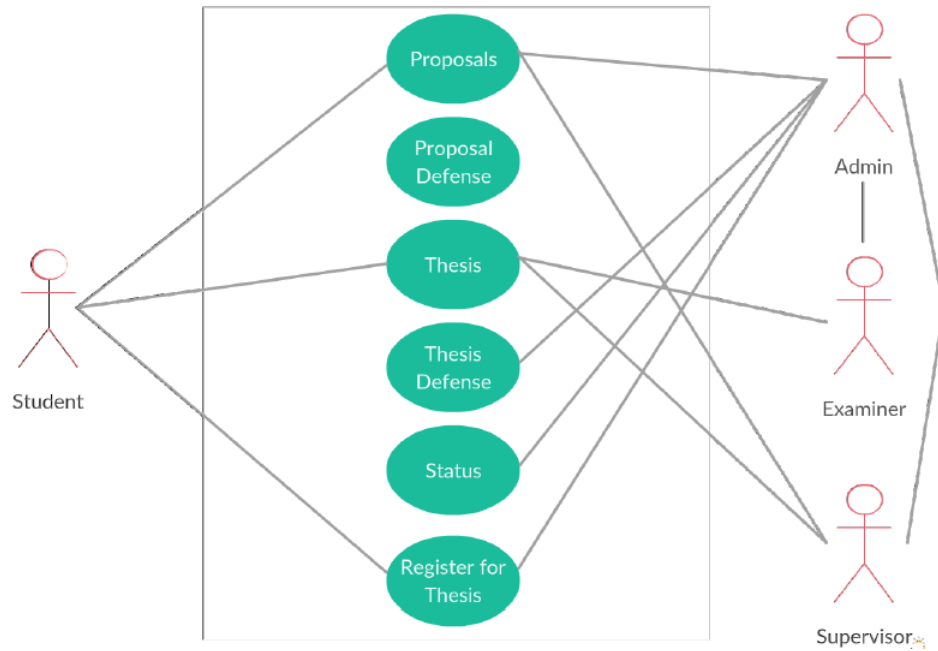 Proposals
Proposal
Defense
Thesis
Thesis
Defense
Status
Register for
Thesis
Student
Admin
Examiner
Supervisor